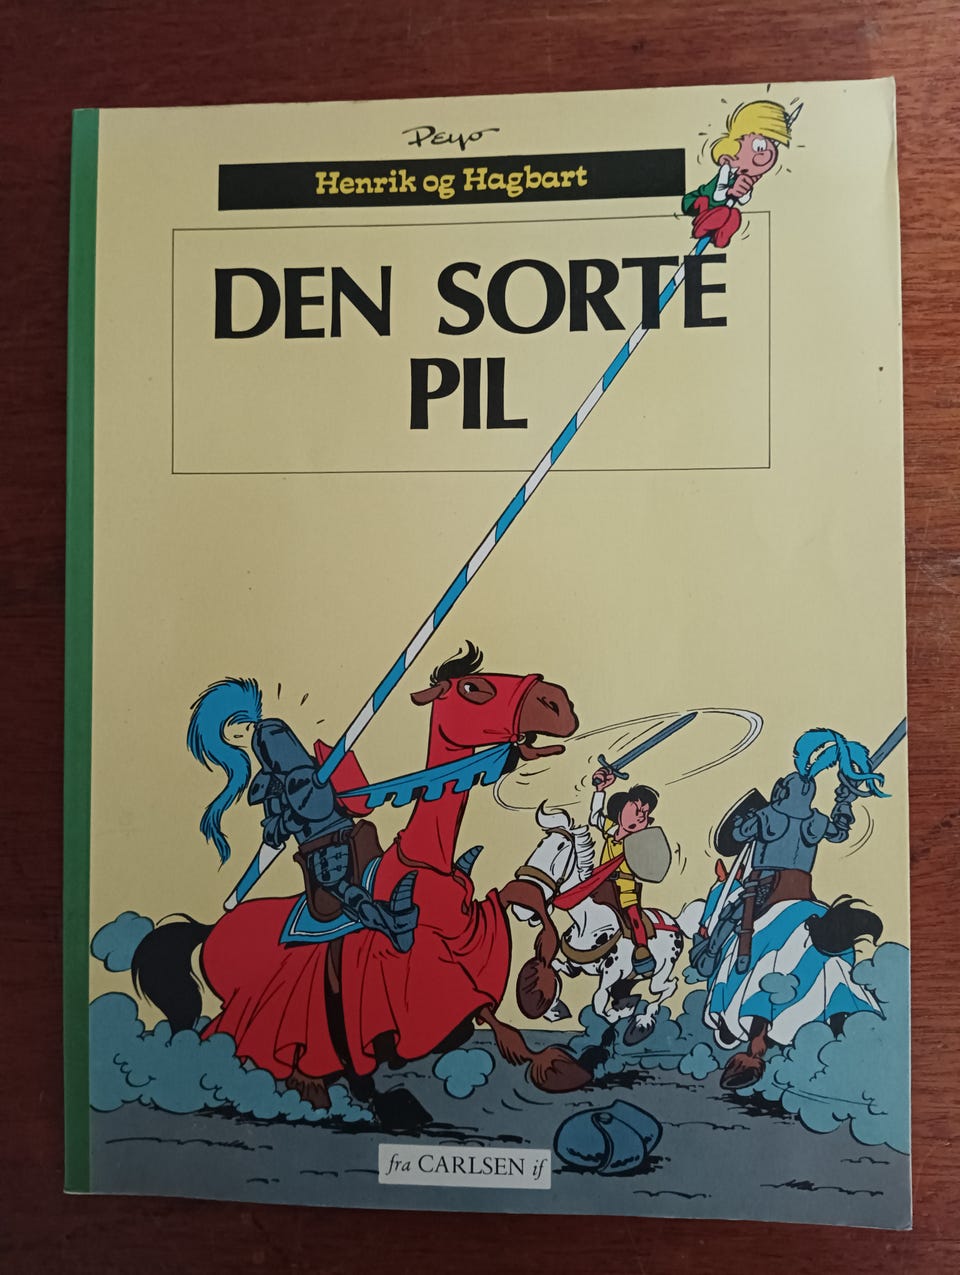 Peyo
Henrik og Hagbart
DEN SORTE
PIL
fra CARLSEN if